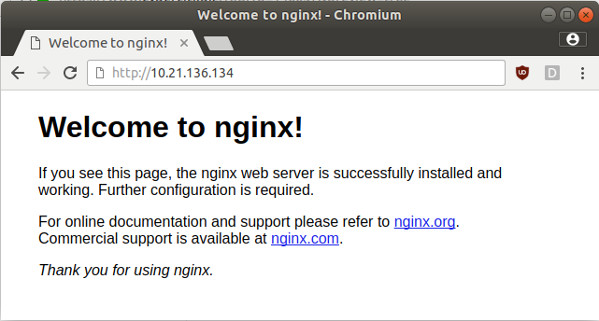 Welcome to nginx! - Chromium
Welcome to nginx!
http://10.21.136.134
Welcome to nginx!
If you see this page, the nginx web server is successfully installed and
working. Further configuration is required.
For online documentation and support please refer to nginx.org.
Commercial support is available at nginx.com.
Thank you for using nginx.